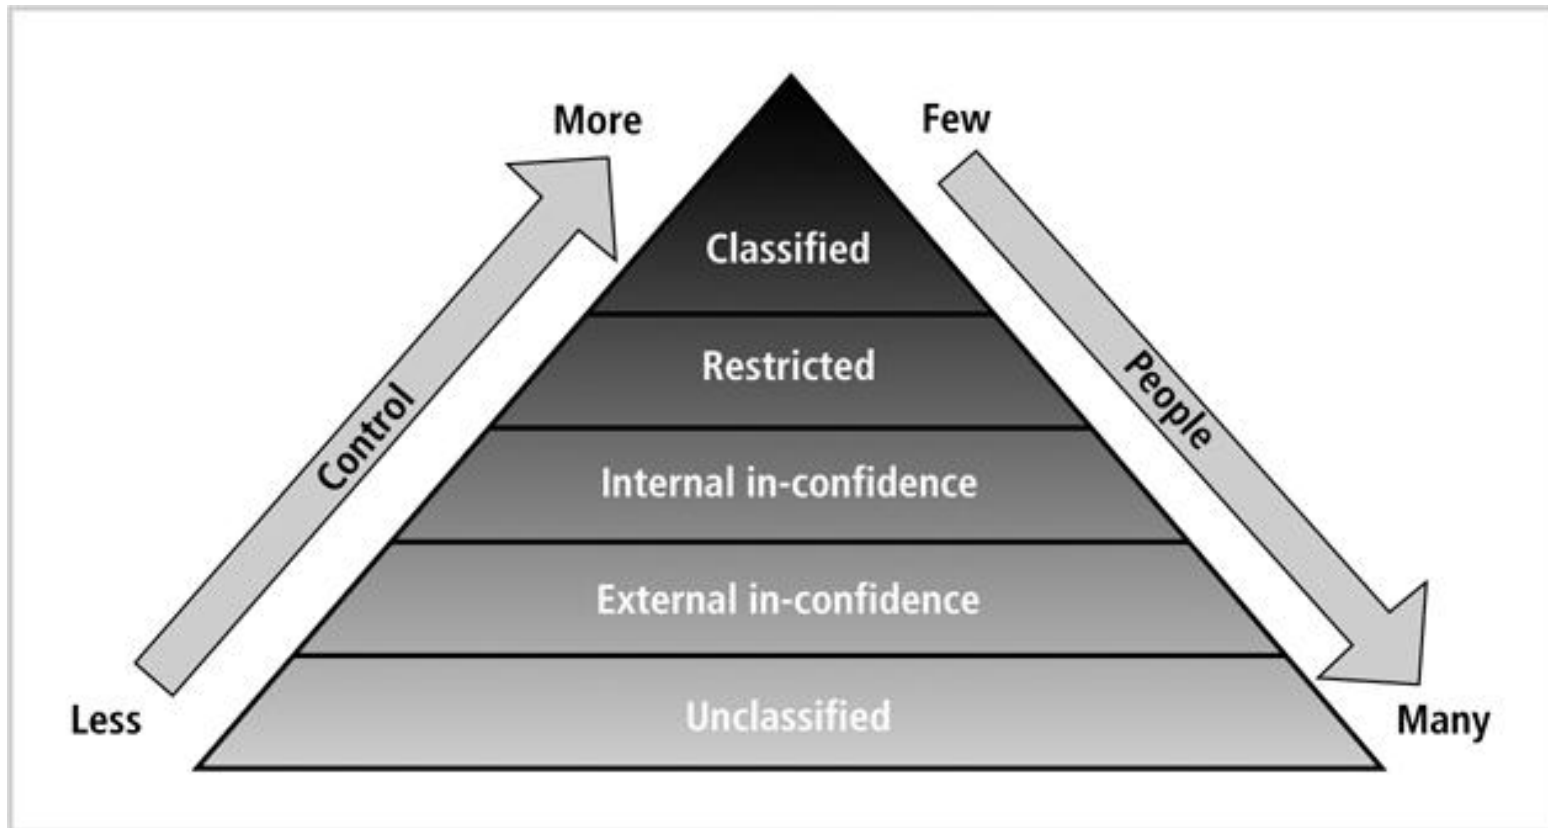 More
Few
Classified
Restricted
Control
People
Internal in-confidence
External in-confidence
Less
Unclassified
Many